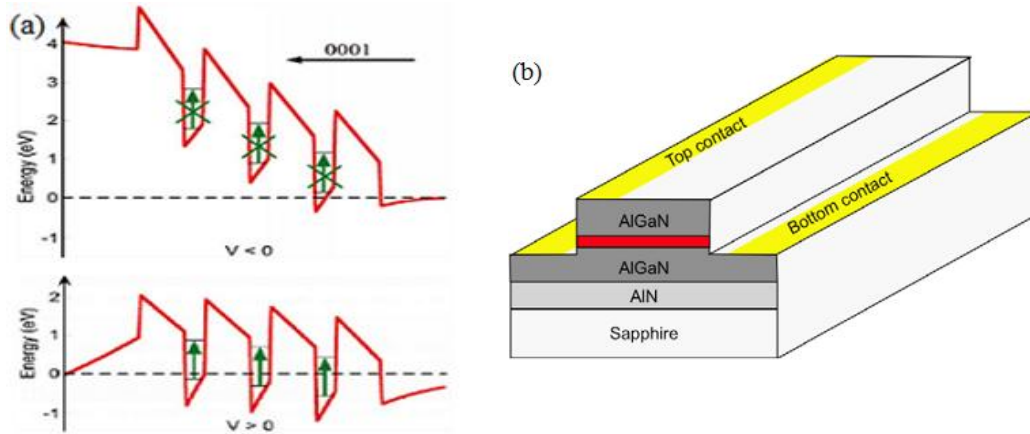 (a)
Energy (eV)
4
3
2
1
0
-1
0001
V < 0
Energy (eV)
2
1
0
-1
V > 0
(b)
Top contact
Bottom contact
AlGaN
AlGaN
AlN
Sapphire